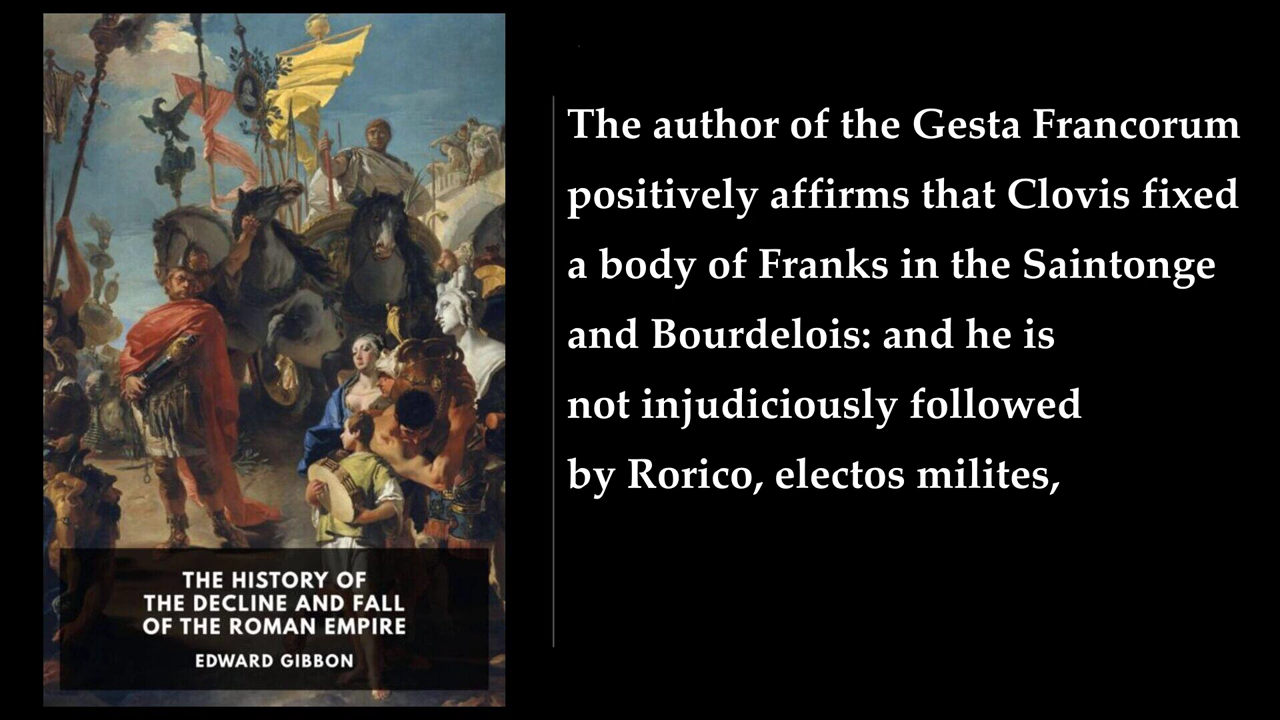 The author of the Gesta Francorum
positively affirms that Clovis fixed
a body of Franks in the Saintonge
and Bourdelois: and he is
not injudiciously followed
by Rorico, electos milites,
THE HISTORY OF
THE DECLINE AND FALL
OF THE ROMAN EMPIRE
EDWARD GIBBON